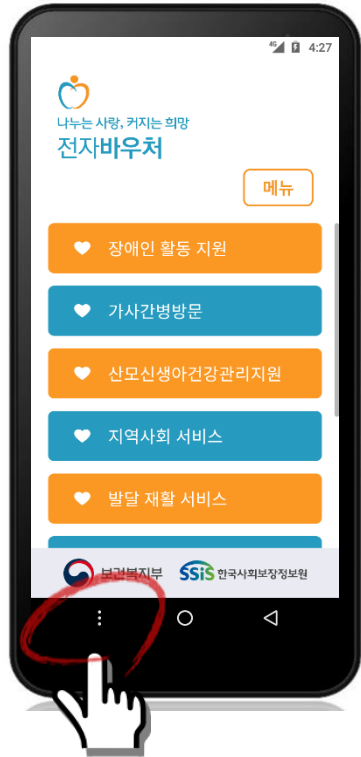 4G 4:27
나누는 사랑, 커지는 희망
전자바우처
메뉴
장애인 활동 지원
가사간병방문
산모신생아건강관리지원
지역사회 서비스
발달 재활 서비스
보건복지부 SSiS 한국사회보장정보원